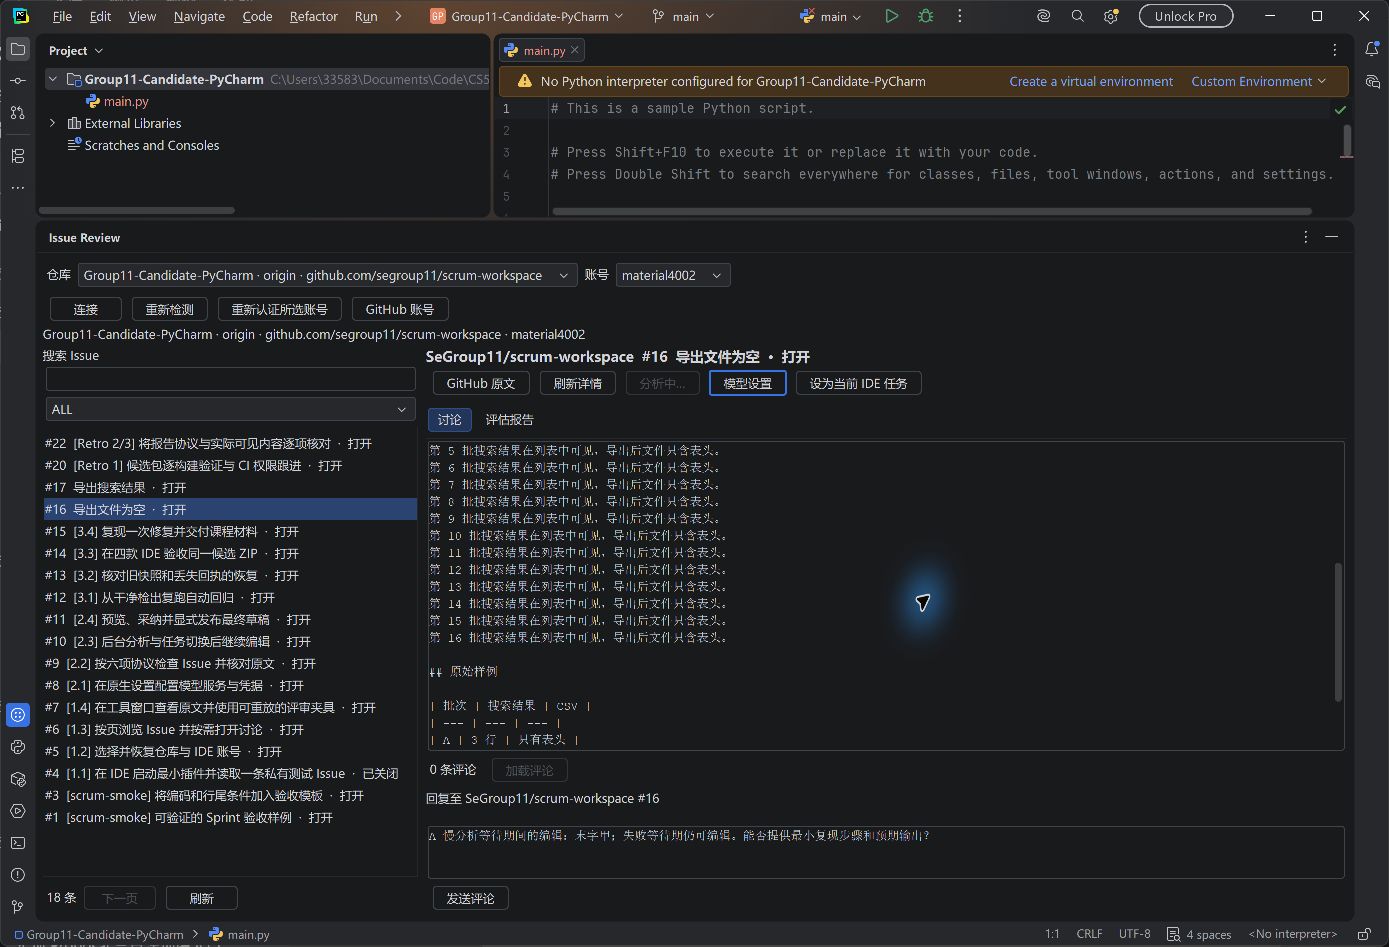 File Edit View Navigate Code Refactor Run GP Group11-Candidate-PyCharm main main Unlock Pro
Project
Group11-Candidate-PyCharm C:\Users\33583\Documents\Code\CS5
main.py
External Libraries
Scratches and Consoles
main.py
No Python interpreter configured for Group11-Candidate-PyCharm Create a virtual environment Custom Environment
1 # This is a sample Python script.
2
3 # Press Shift+F10 to execute it or replace it with your code.
4 # Press Double Shift to search everywhere for classes, files, tool windows, actions, and settings.
5
Issue Review
仓库 Group11-Candidate-PyCharm · origin · github.com/segroup11/scrum-workspace 账号 material4002
连接 重新检测 重新认证所选账号 GitHub 账号
Group11-Candidate-PyCharm · origin · github.com/segroup11/scrum-workspace · material4002
搜索 Issue
ALL
#22 [Retro 2/3] 将报告协议与实际可见内容逐项核对 · 打开
#20 [Retro 1] 候选包逐构建验证与 CI 权限跟进 · 打开
#17 导出搜索结果 · 打开
#16 导出文件为空 · 打开
#15 [3.4] 复现一次修复并交付课程材料 · 打开
#14 [3.3] 在四款 IDE 验收同一候选 ZIP · 打开
#13 [3.2] 核对旧快照和丢失回执的恢复 · 打开
#12 [3.1] 从干净检出复跑自动回归 · 打开
#11 [2.4] 预览、采纳并显式发布最终草稿 · 打开
#10 [2.3] 后台分析与任务切换后继续编辑 · 打开
#9 [2.2] 按六项协议检查 Issue 并核对原文 · 打开
#8 [2.1] 在原生设置配置模型服务与凭据 · 打开
#7 [1.4] 在工具窗口查看原文并使用可重放的评审夹具 · 打开
#6 [1.3] 按页浏览 Issue 并按需打开讨论 · 打开
#5 [1.2] 选择并恢复仓库与 IDE 账号 · 打开
#4 [1.1] 在 IDE 启动最小插件并读取一条私有测试 Issue · 已关闭
#3 [scrum-smoke] 将编码和行尾条件加入验收模板 · 打开
#1 [scrum-smoke] 可验证的 Sprint 验收样例 · 打开
18 条 下一页 刷新
SeGroup11/scrum-workspace #16 导出文件为空 · 打开
GitHub 原文 刷新详情 分析中... 模型设置 设为当前 IDE 任务
讨论 评估报告
第 5 批搜索结果在列表中可见，导出后文件只含表头。
第 6 批搜索结果在列表中可见，导出后文件只含表头。
第 7 批搜索结果在列表中可见，导出后文件只含表头。
第 8 批搜索结果在列表中可见，导出后文件只含表头。
第 9 批搜索结果在列表中可见，导出后文件只含表头。
第 10 批搜索结果在列表中可见，导出后文件只含表头。
第 11 批搜索结果在列表中可见，导出后文件只含表头。
第 12 批搜索结果在列表中可见，导出后文件只含表头。
第 13 批搜索结果在列表中可见，导出后文件只含表头。
第 14 批搜索结果在列表中可见，导出后文件只含表头。
第 15 批搜索结果在列表中可见，导出后文件只含表头。
第 16 批搜索结果在列表中可见，导出后文件只含表头。
## 原始样例
| 批次 | 搜索结果 | CSV |
| --- | --- | --- |
| A | 3 行 | 只有表头 |
0 条评论 加载评论
回复至 SeGroup11/scrum-workspace #16
A 慢分析等待期间的编辑：末字甲；失败等待期仍可编辑。能否提供最小复现步骤和预期输出？
发送评论
Group11-Candidate-PyCharm main.py 1:1 CRLF UTF-8 4 spaces <No interpreter>